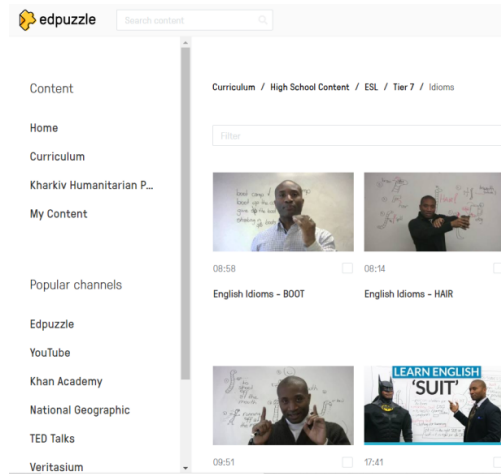 edpuzzle
Search content
Content
Home
Curriculum
Kharkiv Humanitarian P...
My Content
Popular channels
Edpuzzle
YouTube
Khan Academy
National Geographic
TED Talks
Veritasium
Curriculum / High School Content / ESL / Tier 7 / Idioms
Filter
08:58
English Idioms - BOOT
08:14
English Idioms - HAIR
09:51
LEARN ENGLISH
'SUIT'
17:41